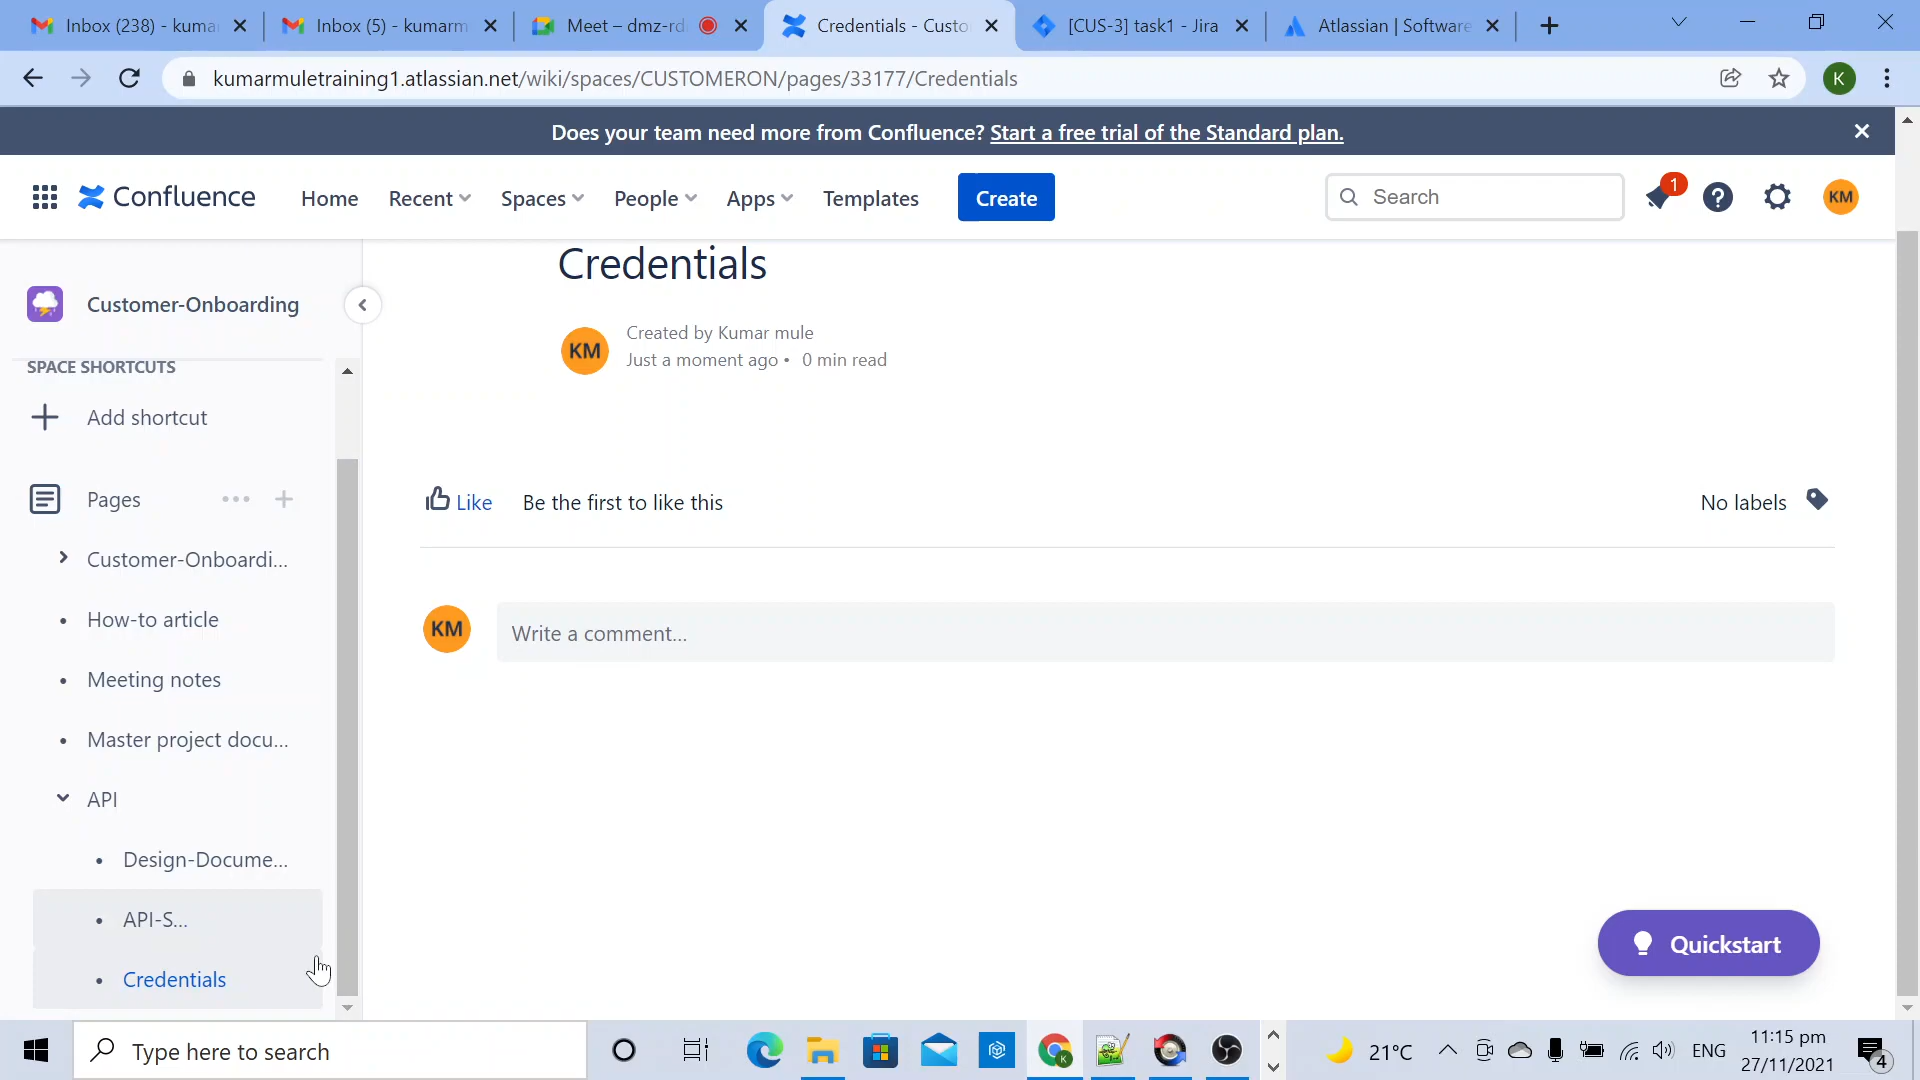 Inbox (238) - kuma
Inbox (5) - kumarm
Meet – dmz-rd
Credentials - Custo
[CUS-3] task1 - Jira
Atlassian | Software
kumarmuletraining1.atlassian.net/wiki/spaces/CUSTOMERON/pages/33177/Credentials
K
Does your team need more from Confluence? Start a free trial of the Standard plan.
Confluence
Home
Recent
Spaces
People
Apps
Templates
Create
Search
1
KM
Customer-Onboarding
SPACE SHORTCUTS
Add shortcut
Pages
Customer-Onboardi...
How-to article
Meeting notes
Master project docu...
API
Design-Docume...
API-S...
Credentials
Credentials
KM
Created by Kumar mule
Just a moment ago • 0 min read
Like
Be the first to like this
No labels
KM
Write a comment...
Quickstart
Type here to search
K
21°C
ENG
11:15 pm
27/11/2021
4